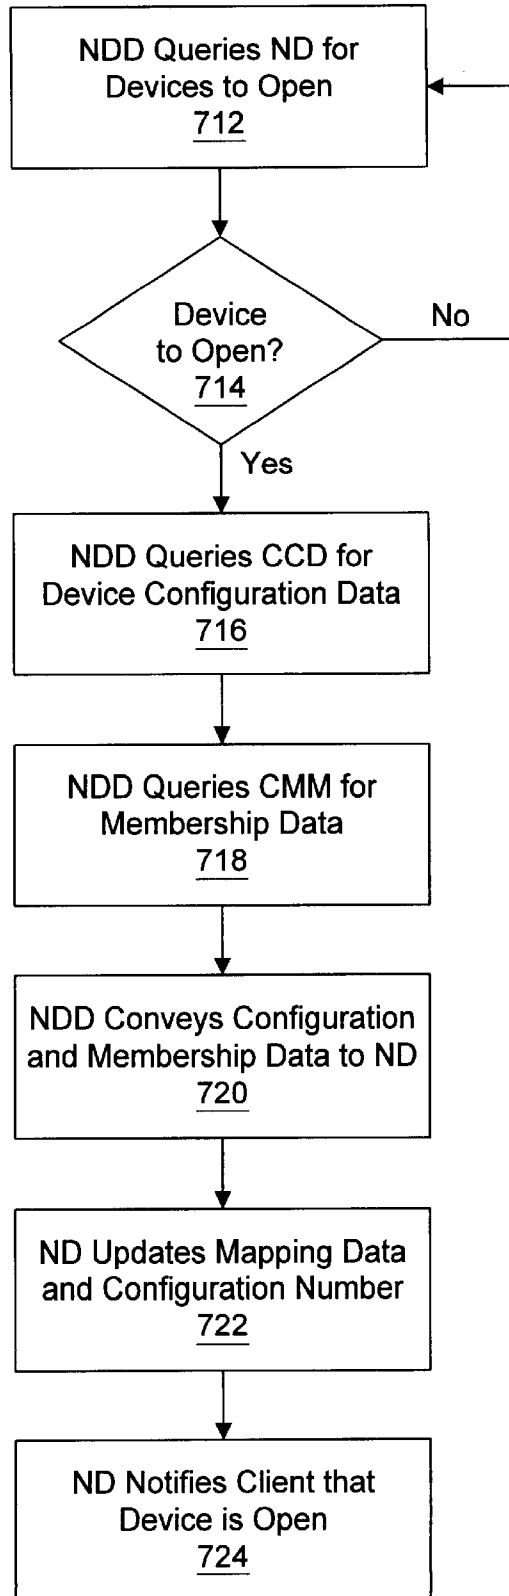 NDD Queries ND for
Devices to Open
712
Device
to Open?
714
No
Yes
NDD Queries CCD for
Device Configuration Data
716
NDD Queries CMM for
Membership Data
718
NDD Conveys Configuration
and Membership Data to ND
720
ND Updates Mapping Data
and Configuration Number
722
ND Notifies Client that
Device is Open
724